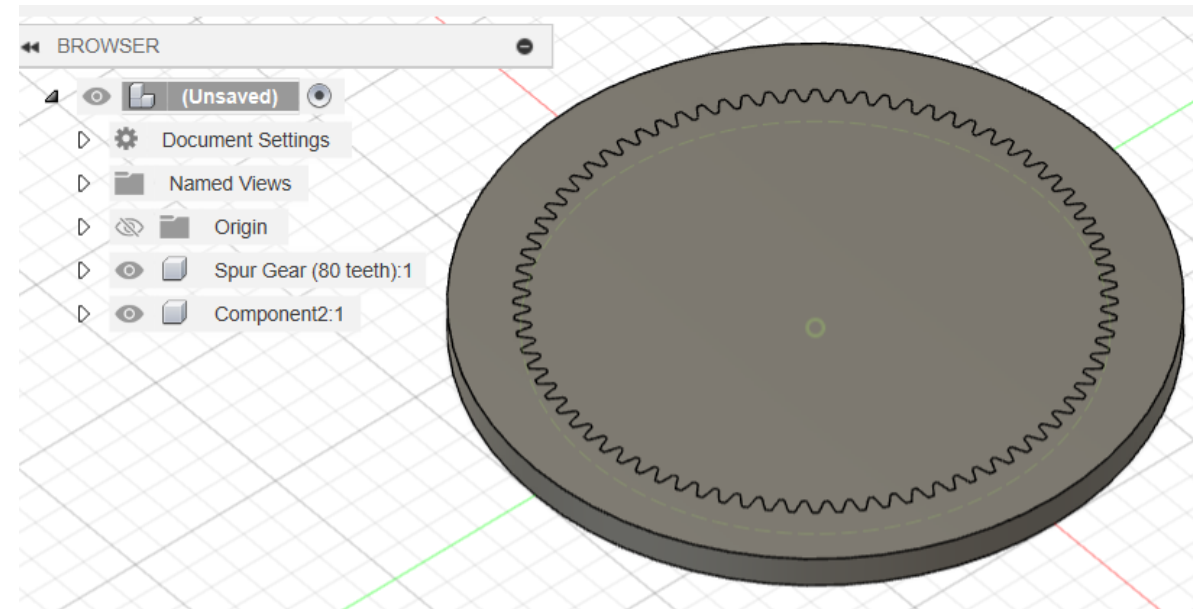 BROWSER
(Unsaved)
Document Settings
Named Views
Origin
Spur Gear (80 teeth):1
Component2:1